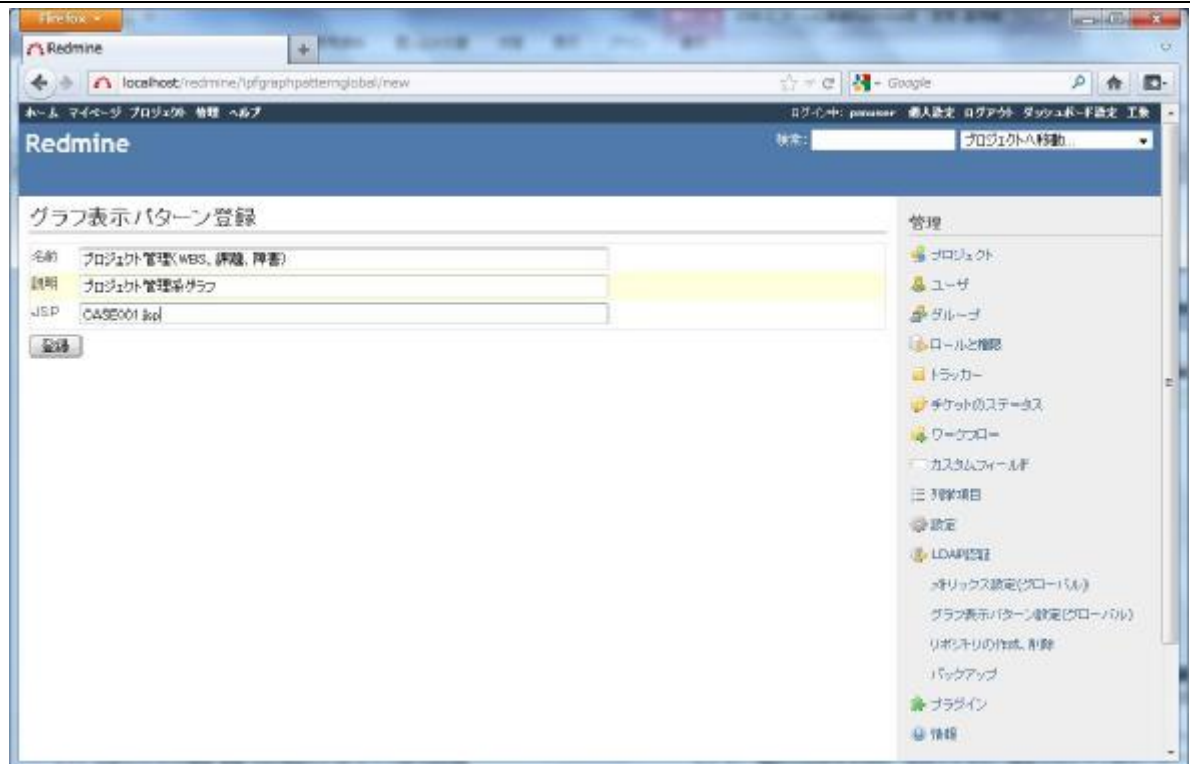 Firefox
Redmine
localhost/redmine/ipfgraphpatternglobal/new
Google
ホーム マイページ プロジェクト 管理 ヘルプ
ログイン中: pmuser 個人設定 ログアウト ダッシュボード設定 工数
Redmine
検索:
プロジェクトへ移動...
グラフ表示パターン登録
名前 プロジェクト管理(WBS、課題、障害)
説明 プロジェクト管理系グラフ
JSP CASE001.jsp
登録
管理
プロジェクト
ユーザ
グループ
ロールと権限
トラッカー
チケットのステータス
ワークフロー
カスタムフィールド
列挙項目
設定
LDAP認証
メトリックス設定(グローバル)
グラフ表示パターン設定(グローバル)
リポジトリの作成、削除
バックアップ
プラグイン
情報